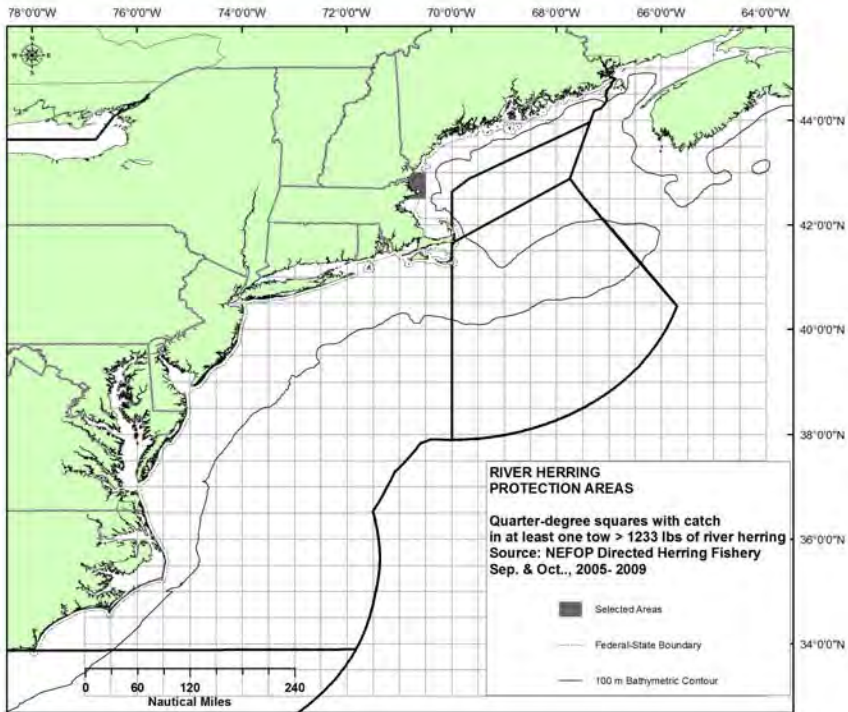 78°0'0"W 76°0'0"W 74°0'0"W 72°0'0"W 70°0'0"W 68°0'0"W 66°0'0"W 64°0'0"W
N
W E
S
44°0'0"N
42°0'0"N
40°0'0"N
38°0'0"N
36°0'0"N
34°0'0"N
RIVER HERRING
PROTECTION AREAS
Quarter-degree squares with catch
in at least one tow > 1233 lbs of river herring
Source: NEFOP Directed Herring Fishery
Sep. & Oct.., 2005- 2009
Selected Areas
Federal-State Boundary
100 m Bathymetric Contour
0 60 120 240
Nautical Miles